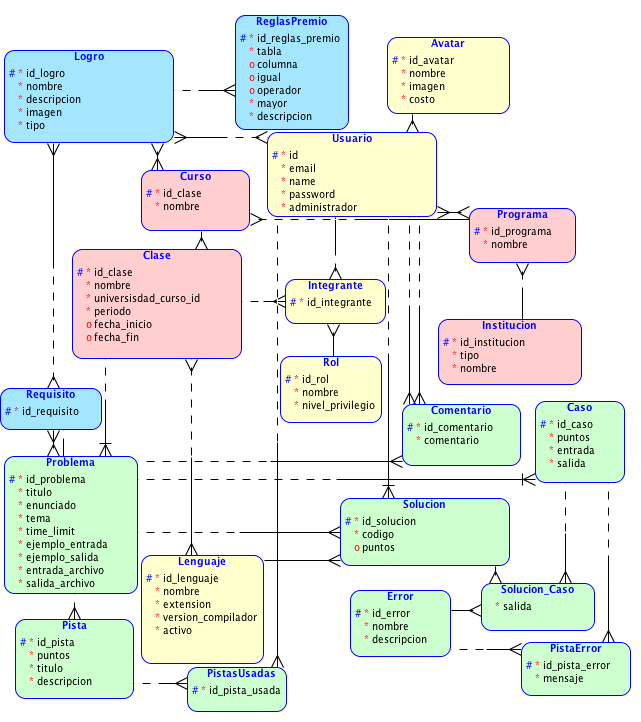 ReglasPremio
# * id_reglas_premio
* tabla
o columna
o igual
o operador
* mayor
* descripcion
Logro
# * id_logro
* nombre
* descripcion
* imagen
* tipo
Avatar
# * id_avatar
* nombre
* imagen
* costo
Usuario
# * id
* email
* name
* password
* administrador
Curso
# * id_clase
* nombre
Programa
# * id_programa
* nombre
Clase
# * id_clase
* nombre
* universisdad_curso_id
* periodo
o fecha_inicio
o fecha_fin
Integrante
# * id_integrante
Institucion
# * id_institucion
* tipo
* nombre
Rol
# * id_rol
* nombre
* nivel_privilegio
Requisito
# * id_requisito
Comentario
# * id_comentario
* comentario
Caso
# * id_caso
* puntos
* entrada
* salida
Problema
# * id_problema
* titulo
* enunciado
* tema
* time_limit
* ejemplo_entrada
* ejemplo_salida
* entrada_archivo
* salida_archivo
Solucion
# * id_solucion
* codigo
o puntos
Lenguaje
# * id_lenguaje
* nombre
* extension
* version_compilador
* activo
Error
# * id_error
* nombre
* descripcion
Solucion_Caso
* salida
Pista
# * id_pista
* puntos
* titulo
* descripcion
PistaError
# * id_pista_error
* mensaje
PistasUsadas
# * id_pista_usada